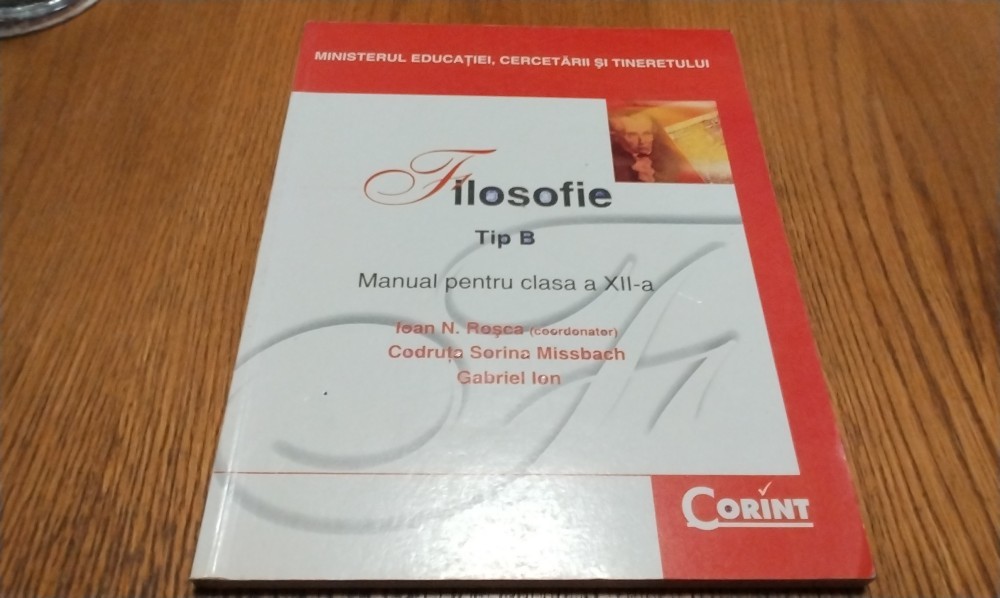 MINISTERUL EDUCAȚIEI, CERCETĂRII ȘI TINERETULUI
Filosofie
Tip B
Manual pentru clasa a XII-a
Ioan N. Roșca (coordonator)
Codruța Sorina Missbach
Gabriel Ion
CORINT